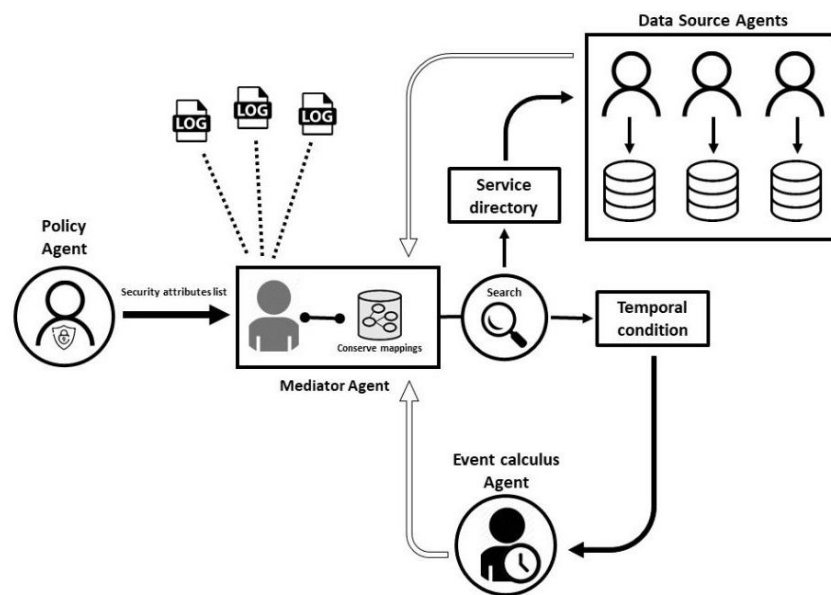 Data Source Agents
LOG
LOG
LOG
Service
directory
Policy
Agent
Security attributes list
Search
Temporal
condition
Conserve mappings
Mediator Agent
Event calculus
Agent